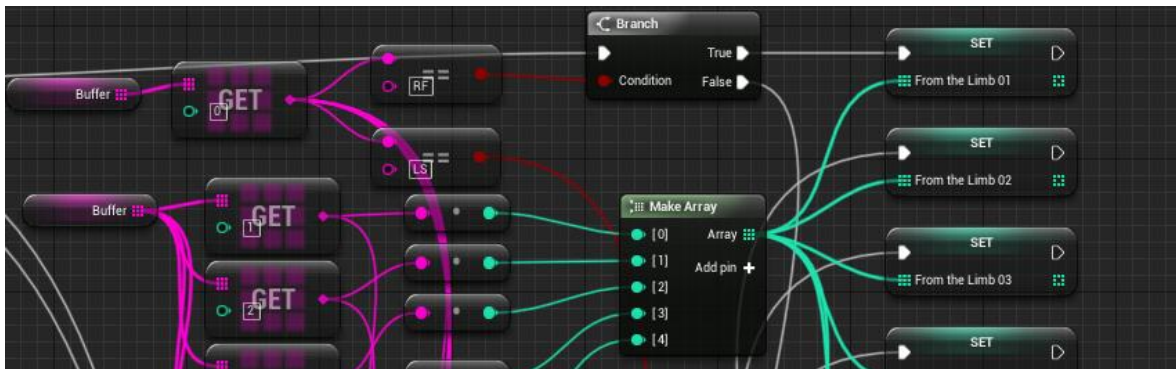 Branch
SET
True
Buffer
GET
0
==
RF
Condition
False
From the Limb 01
==
LS
SET
From the Limb 02
Buffer
GET
1
Make Array
[0]
Array
[1]
Add pin
SET
GET
2
[2]
From the Limb 03
[3]
[4]
SET